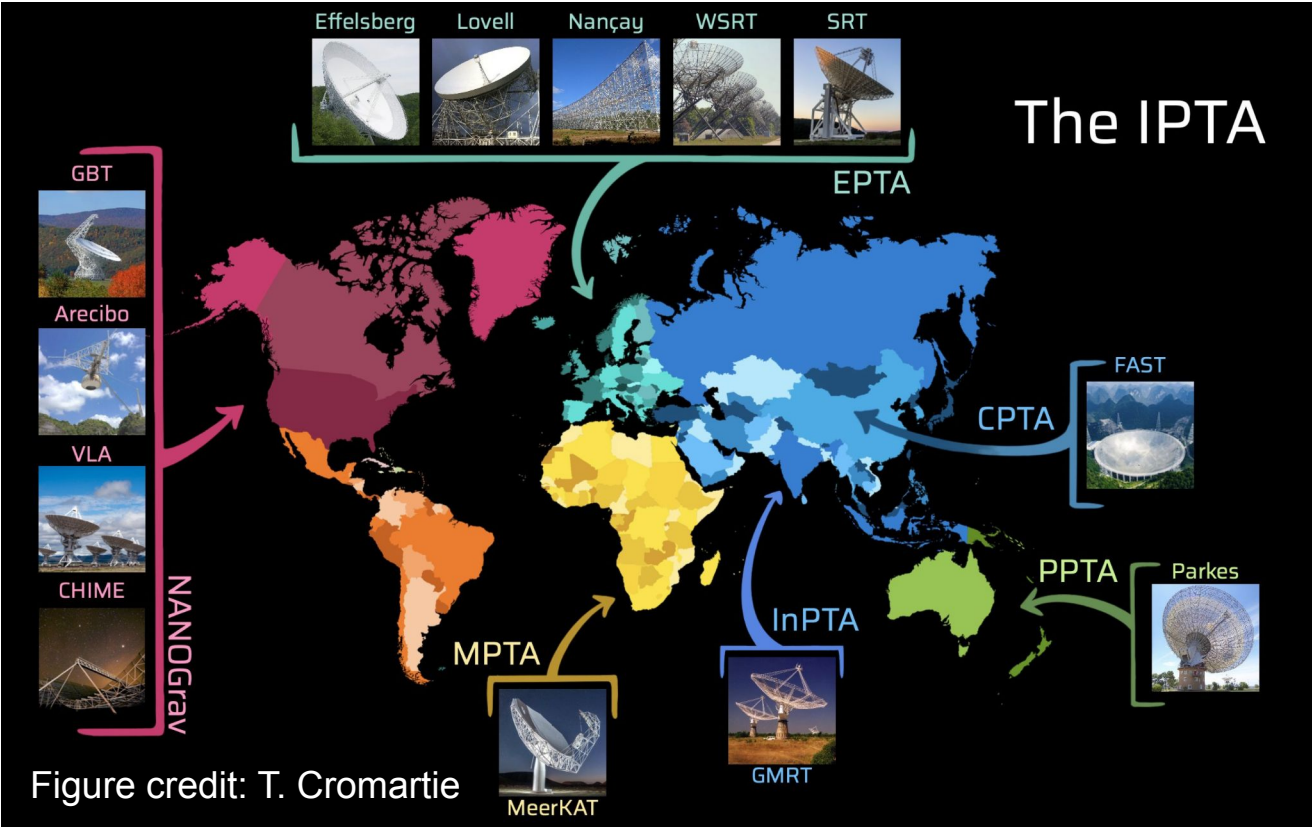 Effelsberg
Lovell
Nançay
WSRT
SRT
The IPTA
EPTA
GBT
Arecibo
VLA
CHIME
NANOGrav
FAST
CPTA
PPTA
Parkes
InPTA
GMRT
MPTA
MeerKAT
Figure credit: T. Cromartie